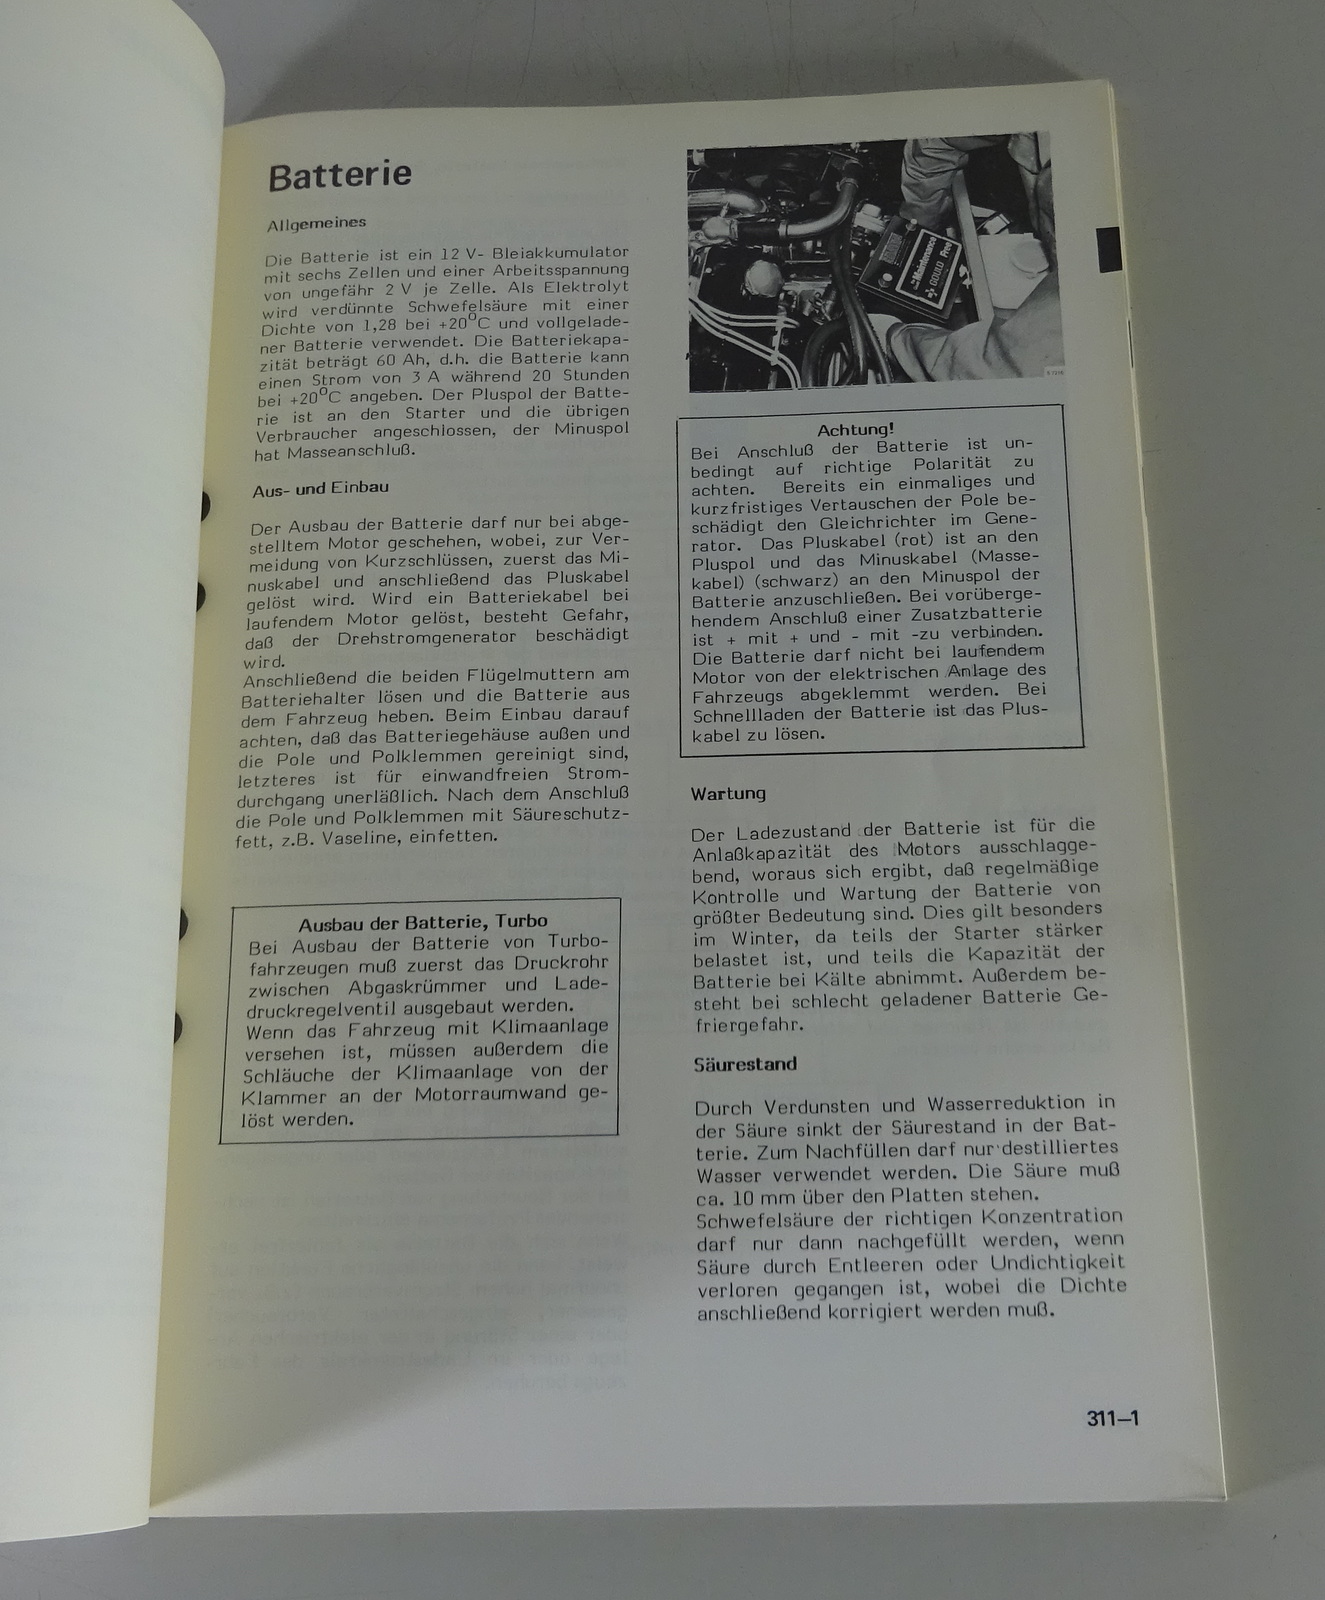 Batterie
Allgemeines
Die Batterie ist ein 12 V- Bleiakkumulator
mit sechs Zellen und einer Arbeitsspannung
von ungefähr 2 V je Zelle. Als Elektrolyt
wird verdünnte Schwefelsäure mit einer
Dichte von 1,28 bei +20°C und vollgelade-
ner Batterie verwendet. Die Batteriekapa-
zität beträgt 60 Ah, d.h. die Batterie kann
einen Strom von 3 A während 20 Stunden
bei +20°C angeben. Der Pluspol der Batte-
rie ist an den Starter und die übrigen
Verbraucher angeschlossen, der Minuspol
hat Masseanschluß.
Aus- und Einbau
Der Ausbau der Batterie darf nur bei abge-
stelltem Motor geschehen, wobei, zur Ver-
meidung von Kurzschlüssen, zuerst das Mi-
nuskabel und anschließend das Pluskabel
gelöst wird. Wird ein Batteriekabel bei
laufendem Motor gelöst, besteht Gefahr,
daß der Drehstromgenerator beschädigt
wird.
Anschließend die beiden Flügelmuttern am
Batteriehalter lösen und die Batterie aus
dem Fahrzeug heben. Beim Einbau darauf
achten, daß das Batteriegehäuse außen und
die Pole und Polklemmen gereinigt sind,
letzteres ist für einwandfreien Strom-
durchgang unerläßlich. Nach dem Anschluß
die Pole und Polklemmen mit Säureschutz-
fett, z.B. Vaseline, einfetten.
Ausbau der Batterie, Turbo
Bei Ausbau der Batterie von Turbo-
fahrzeugen muß zuerst das Druckrohr
zwischen Abgaskrümmer und Lade-
druckregelventil ausgebaut werden.
Wenn das Fahrzeug mit Klimaanlage
versehen ist, müssen außerdem die
Schläuche der Klimaanlage von der
Klammer an der Motorraumwand ge-
löst werden.
Maintenance
Free
GOULD
Achtung!
Bei Anschluß der Batterie ist un-
bedingt auf richtige Polarität zu
achten. Bereits ein einmaliges und
kurzfristiges Vertauschen der Pole be-
schädigt den Gleichrichter im Gene-
rator. Das Pluskabel (rot) ist an den
Pluspol und das Minuskabel (Masse-
kabel) (schwarz) an den Minuspol der
Batterie anzuschließen. Bei vorüberge-
hendem Anschluß einer Zusatzbatterie
ist + mit + und - mit -zu verbinden.
Die Batterie darf nicht bei laufendem
Motor von der elektrischen Anlage des
Fahrzeugs abgeklemmt werden. Bei
Schnellladen der Batterie ist das Plus-
kabel zu lösen.
Wartung
Der Ladezustand der Batterie ist für die
Anlaßkapazität des Motors ausschlagge-
bend, woraus sich ergibt, daß regelmäßige
Kontrolle und Wartung der Batterie von
größter Bedeutung sind. Dies gilt besonders
im Winter, da teils der Starter stärker
belastet ist, und teils die Kapazität der
Batterie bei Kälte abnimmt. Außerdem be-
steht bei schlecht geladener Batterie Ge-
friergefahr.
Säurestand
Durch Verdunsten und Wasserreduktion in
der Säure sinkt der Säurestand in der Bat-
terie. Zum Nachfüllen darf nur destilliertes
Wasser verwendet werden. Die Säure muß
ca. 10 mm über den Platten stehen.
Schwefelsäure der richtigen Konzentration
darf nur dann nachgefüllt werden, wenn
Säure durch Entleeren oder Undichtigkeit
verloren gegangen ist, wobei die Dichte
anschließend korrigiert werden muß.
311–1